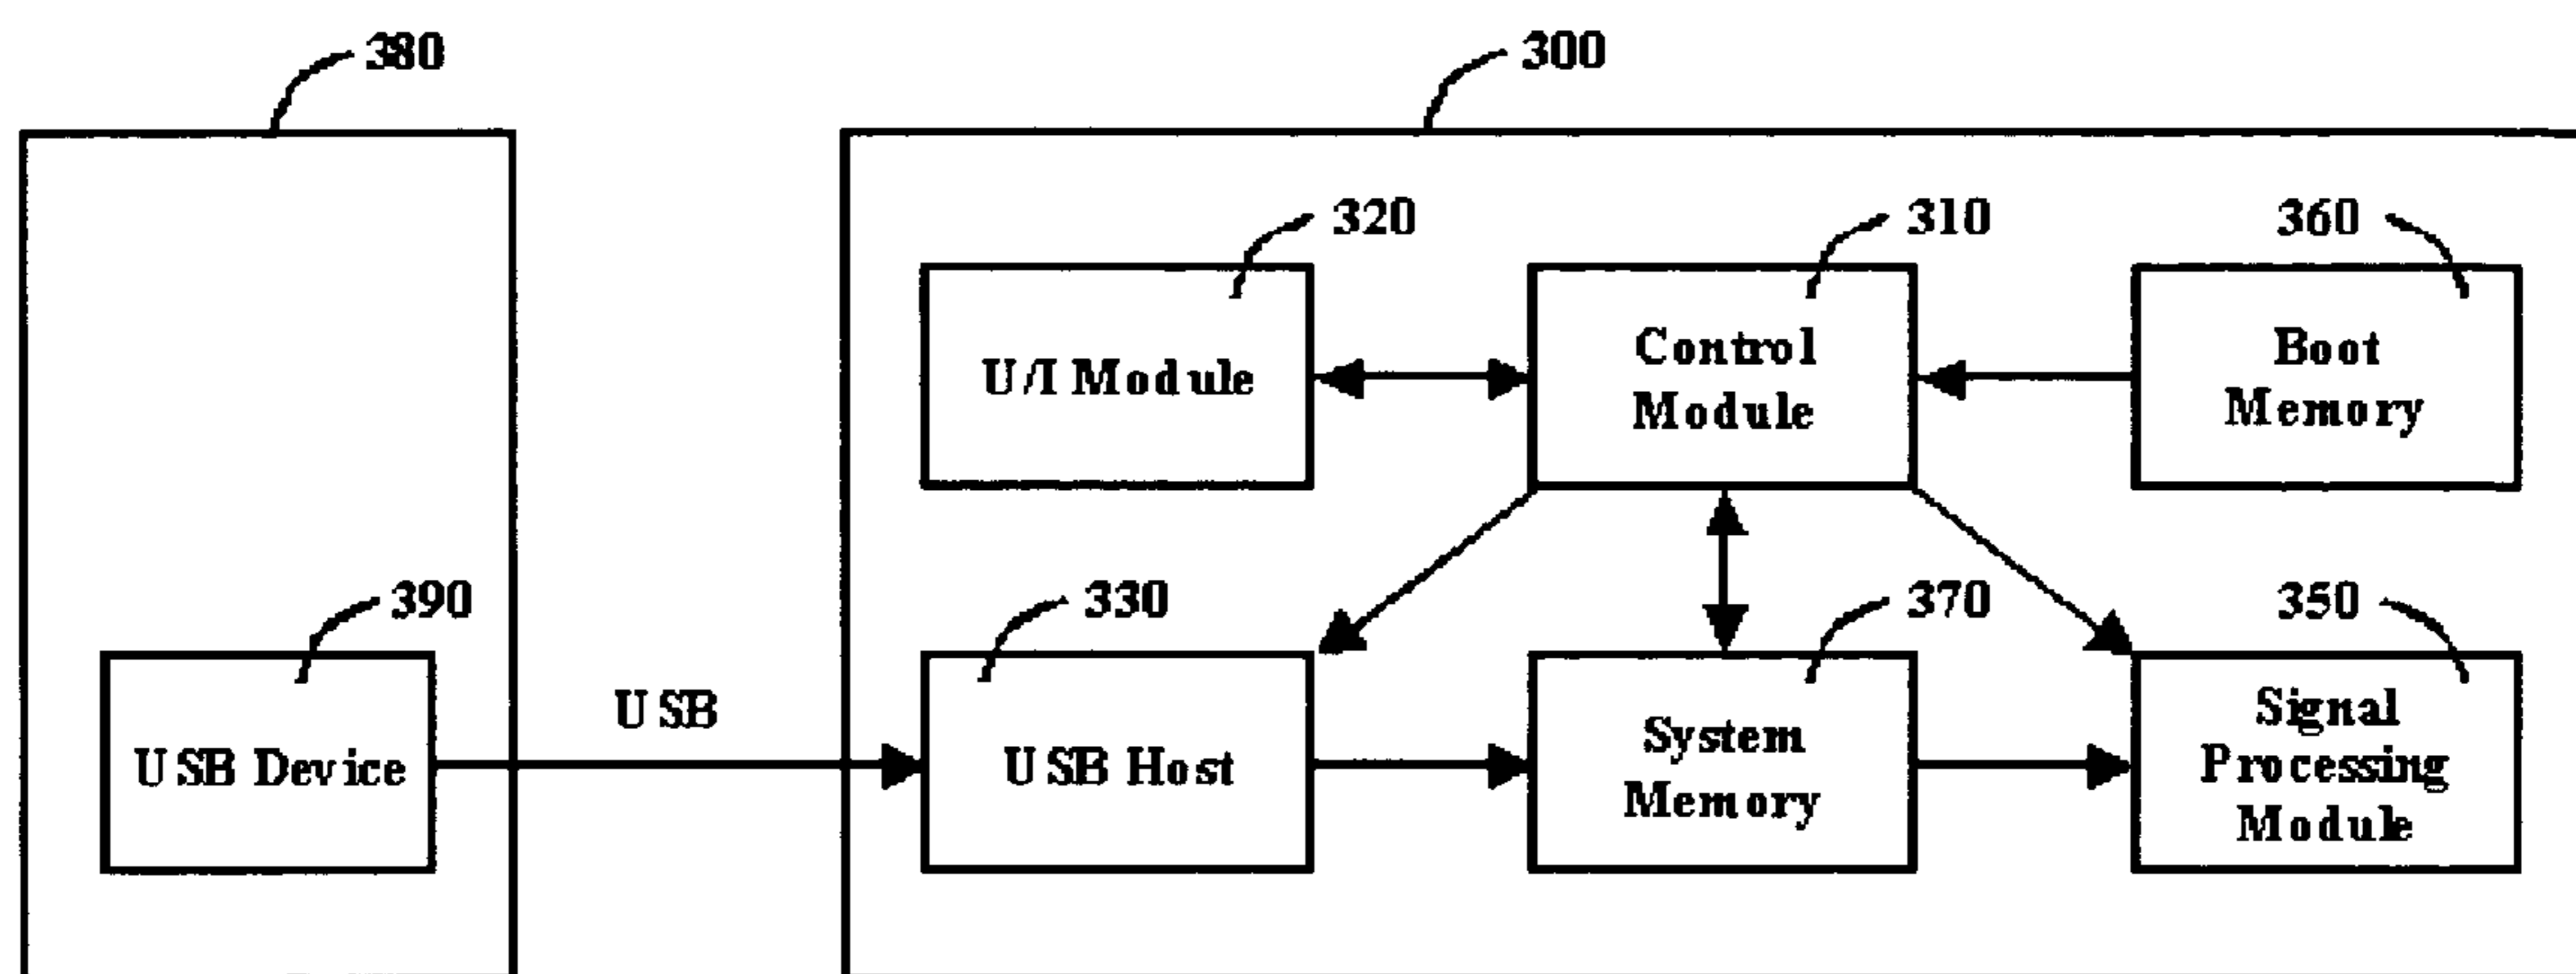 380
300
320
310
360
U/I Module
Control
Module
Boot
Memory
390
330
370
350
USB
USB Device
USB Host
System
Memory
Signal
Processing
Module